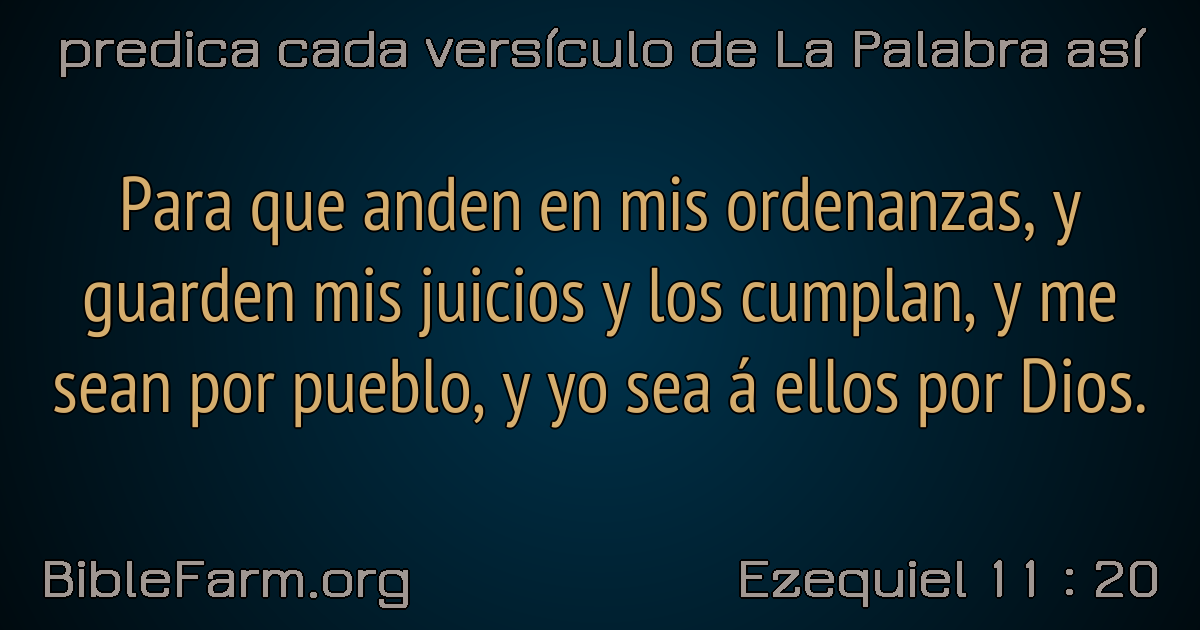 predica cada versículo de La Palabra así
Para que anden en mis ordenanzas, y
guarden mis juicios y los cumplan, y me
sean por pueblo, y yo sea á ellos por Dios.
BibleFarm.org
Ezequiel 11 : 20